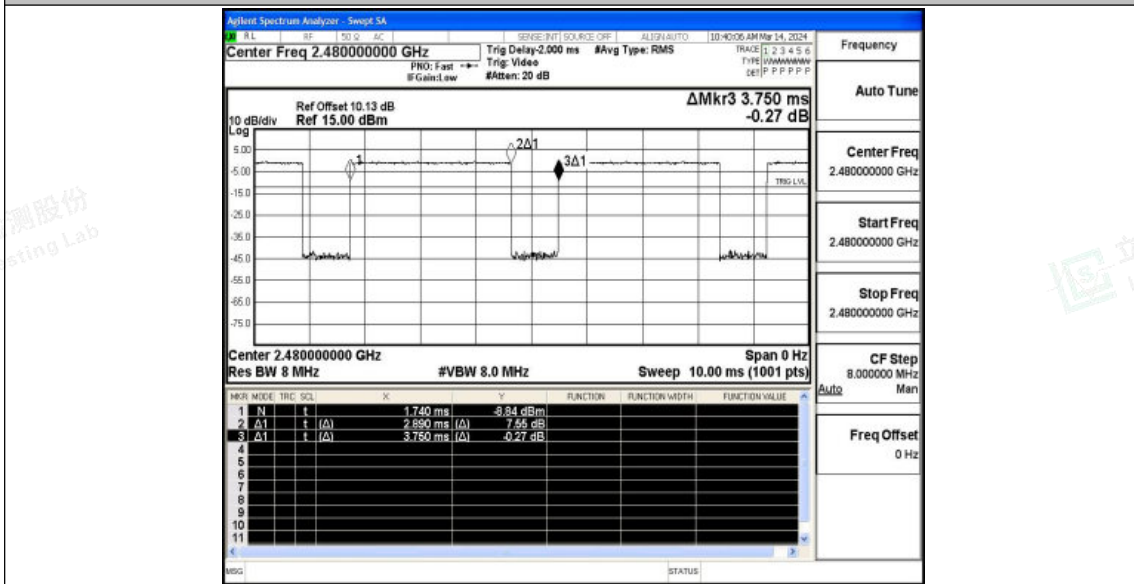 Agilent Spectrum Analyzer - Swept SA
RL RF 50 Ω AC SENSE:INT SOURCE OFF ALIGN AUTO 10:40:06 AM Mar 14, 2024
Center Freq 2.480000000 GHz
PNO: Fast
IFGain:Low
Trig Delay-2.000 ms #Avg Type: RMS
Trig: Video
#Atten: 20 dB
TRACE 1 2 3 4 5 6
TYPE
DET P P P P P P
Frequency
Auto Tune
Ref Offset 10.13 dB
Ref 15.00 dBm
10 dB/div
Log
ΔMkr3 3.750 ms
-0.27 dB
5.00
-5.00
-15.0
-25.0
-35.0
-45.0
-55.0
-65.0
-75.0
1
2Δ1
3Δ1
TRIG LVL
Center Freq
2.480000000 GHz
Start Freq
2.480000000 GHz
Stop Freq
2.480000000 GHz
Center 2.480000000 GHz Span 0 Hz
Res BW 8 MHz #VBW 8.0 MHz Sweep 10.00 ms (1001 pts)
CF Step
8.000000 MHz
Auto Man
Freq Offset
0 Hz
MKR MODE TRC SCL X Y FUNCTION FUNCTION WIDTH FUNCTION VALUE
1 N t 1.740 ms -8.84 dBm
2 Δ1 t (Δ) 2.890 ms (Δ) 7.55 dB
3 Δ1 t (Δ) 3.750 ms (Δ) -0.27 dB
4
5
6
7
8
9
10
11
MSG STATUS
测股份
sting Lab
立